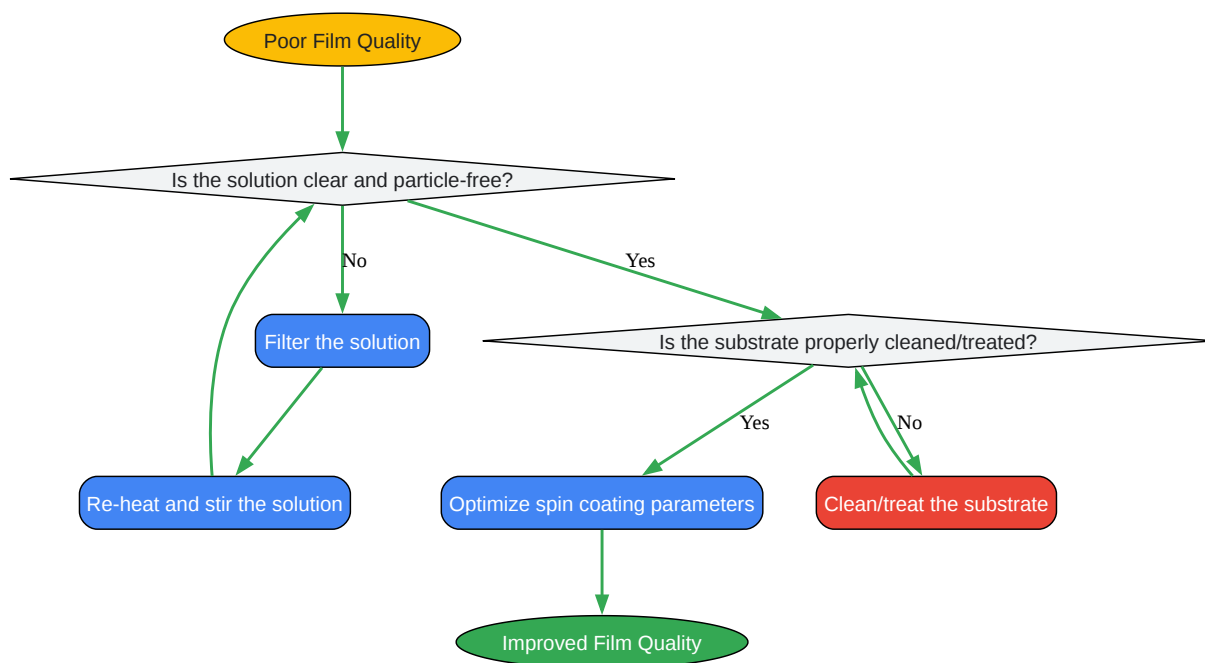 Poor Film Quality
Is the solution clear and particle-free?
No
Yes
Filter the solution
Is the substrate properly cleaned/treated?
Yes
No
Re-heat and stir the solution
Optimize spin coating parameters
Clean/treat the substrate
Improved Film Quality